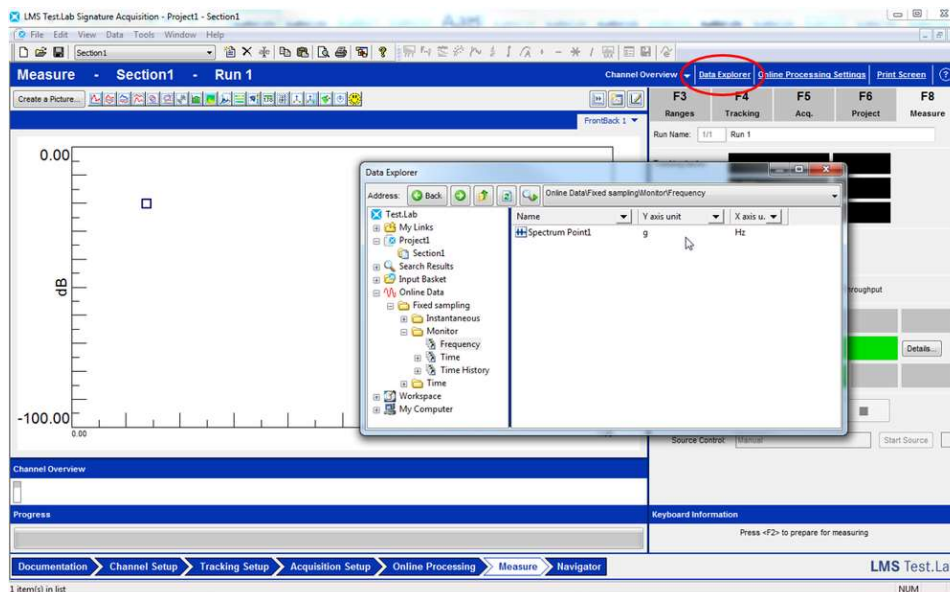 LMS Test.Lab Signature Acquisition - Project1 - Section1
File Edit View Data Tools Window Help
Section1
Measure - Section1 - Run 1
Channel Overview
Data Explorer
Online Processing Settings
Print Screen
Create a Picture...
FrontBack 1
F3 F4 F5 F6 F8
Ranges Tracking Acq. Project Measure
Run Name: 1/1 Run 1
0.00
dB
-100.00
0.00
Data Explorer
Address: Back Online Data\Fixed sampling\Monitor\Frequency
Test.Lab
My Links
Project1
Section1
Search Results
Input Basket
Online Data
Fixed sampling
Instantaneous
Monitor
Frequency
Time
Time History
Time
Workspace
My Computer
Name Y axis unit X axis u.
Spectrum Point1 g Hz
Details...
Source Control: Manual Start Source
Channel Overview
Progress
Keyboard Information
Press <F2> to prepare for measuring
Documentation Channel Setup Tracking Setup Acquisition Setup Online Processing Measure Navigator
LMS Test.La
1 item(s) in list
NUM